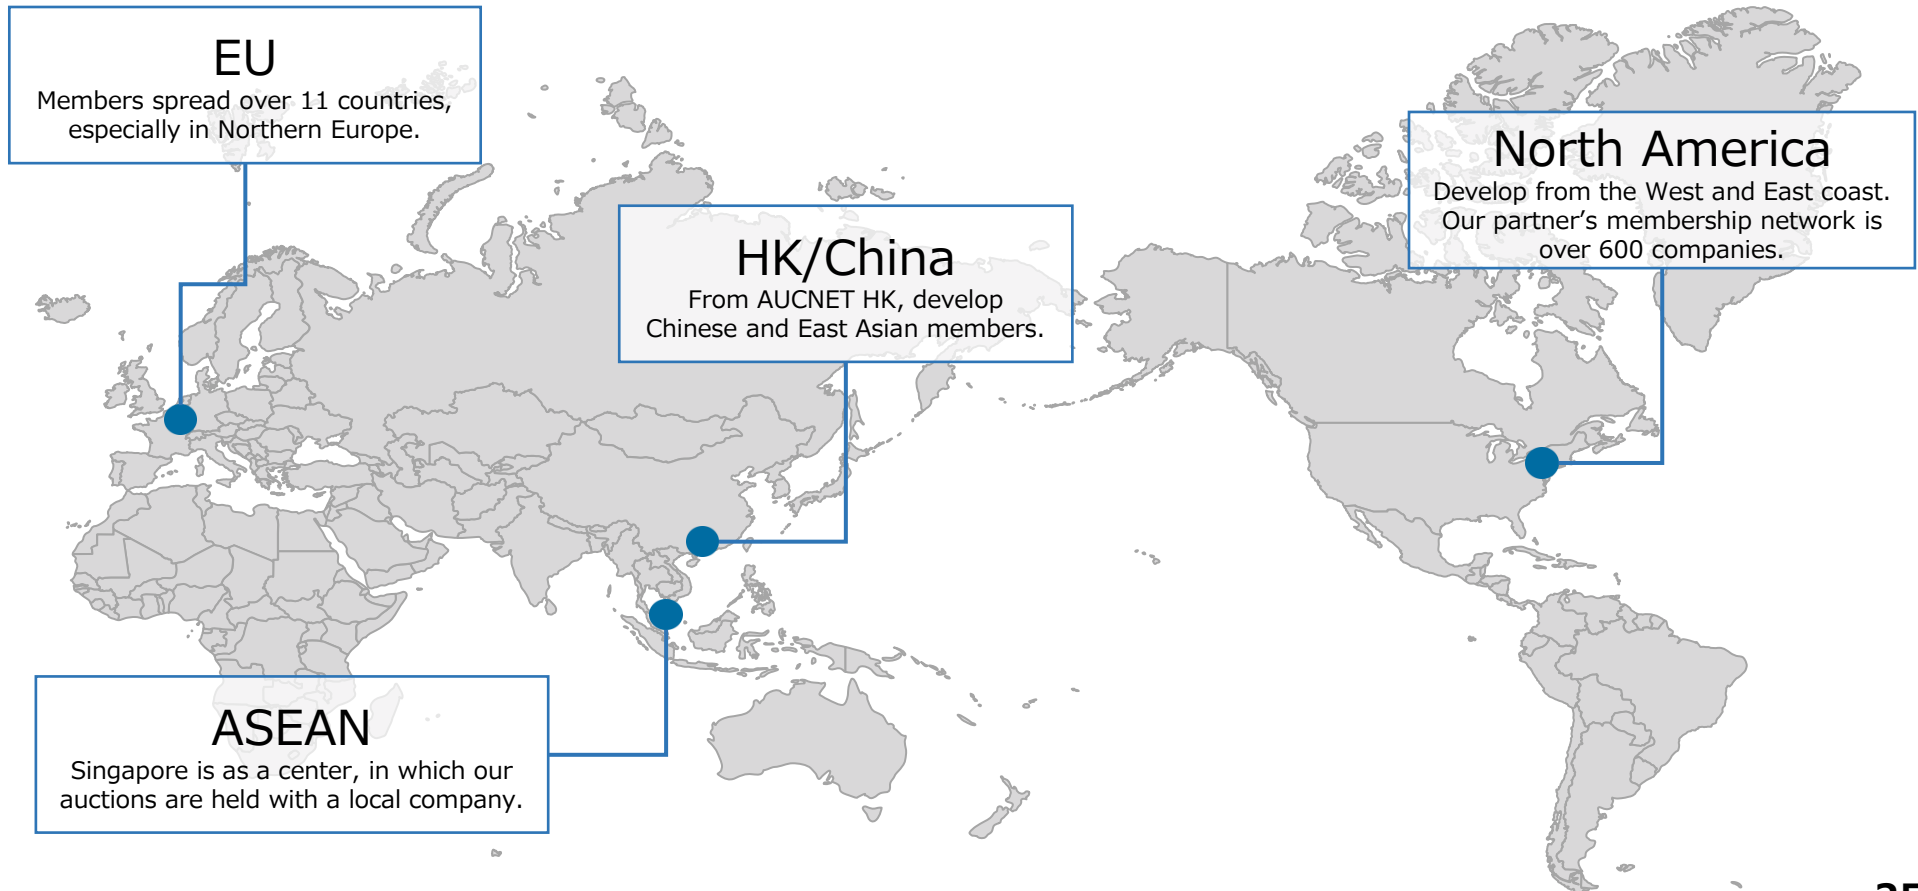 EU
Members spread over 11 countries,
especially in Northern Europe.
North America
Develop from the West and East coast.
Our partner’s membership network is
over 600 companies.
HK/China
From AUCNET HK, develop
Chinese and East Asian members.
ASEAN
Singapore is as a center, in which our
auctions are held with a local company.